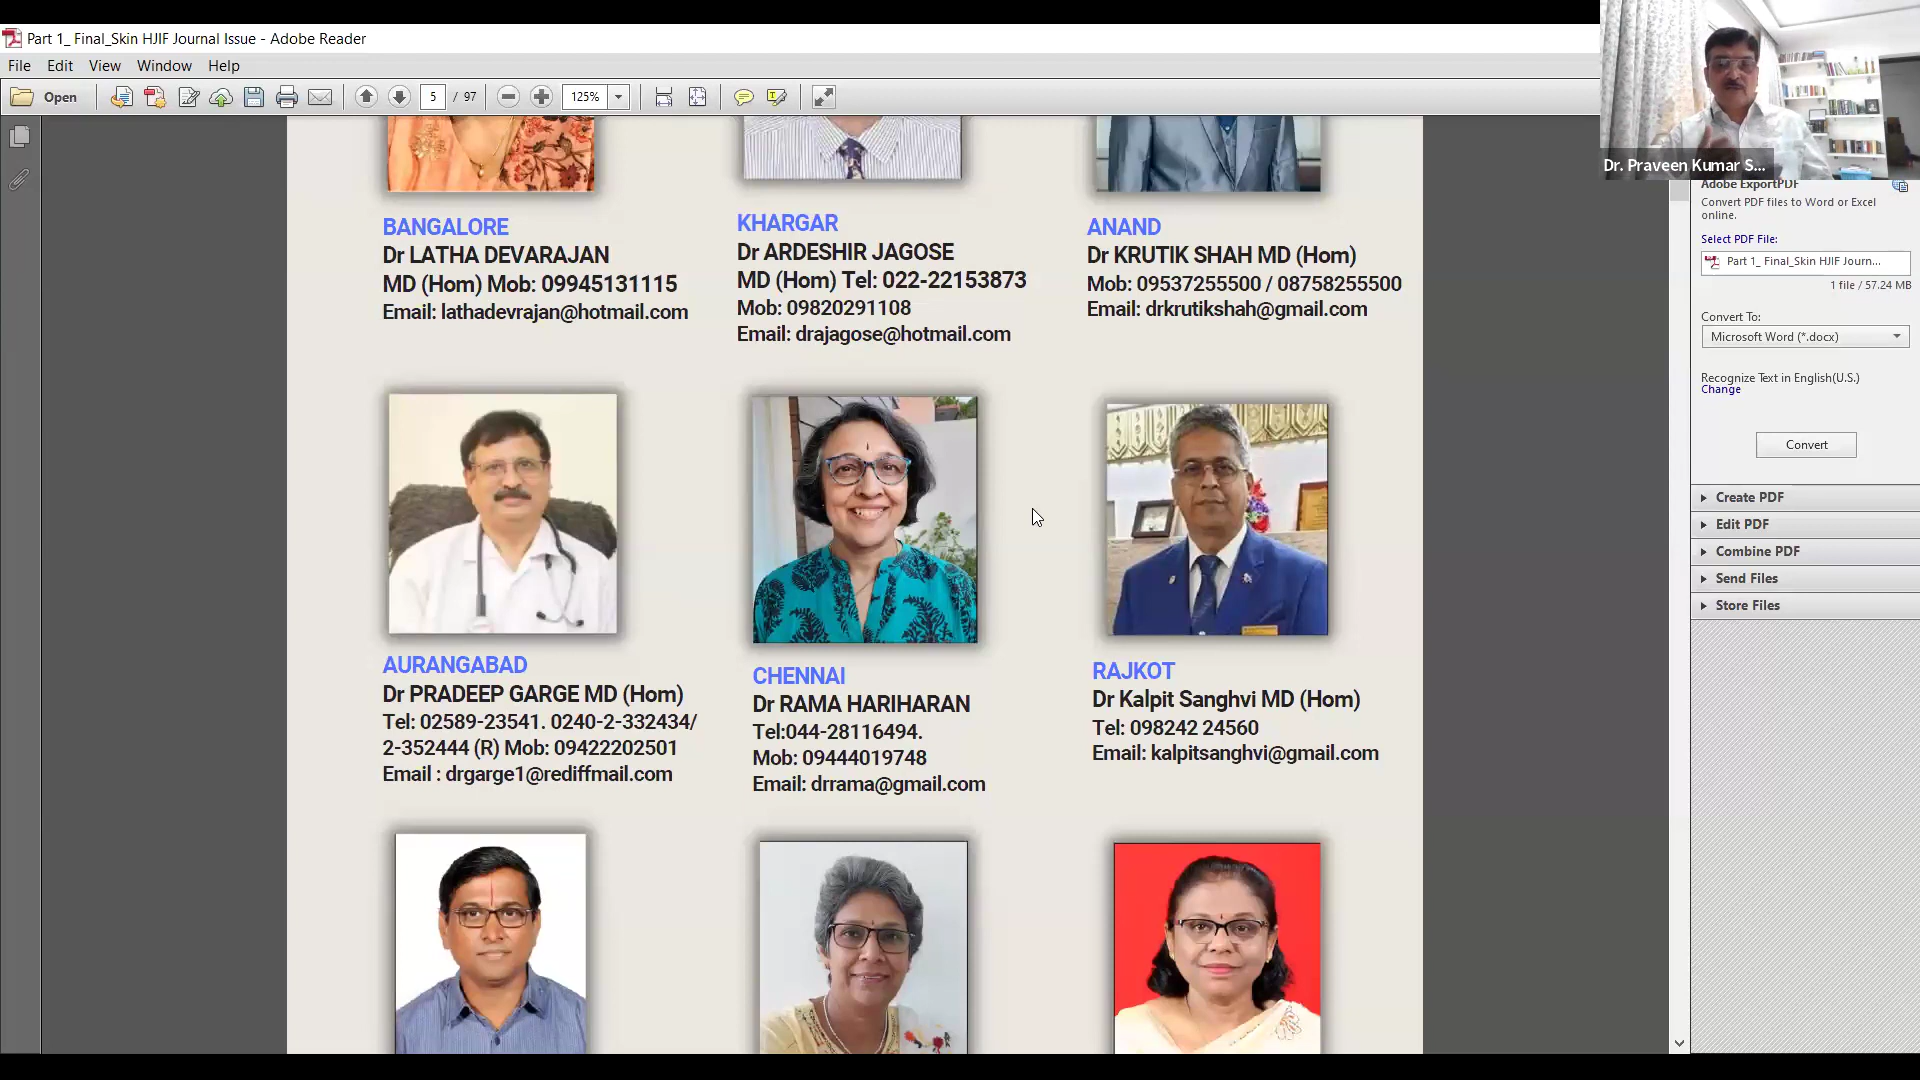 Part 1_ Final_Skin HJIF Journal Issue - Adobe Reader
File Edit View Window Help
Open 5 / 97 125%
Dr. Praveen Kumar S...
BANGALORE
Dr LATHA DEVARAJAN
MD (Hom) Mob: 09945131115
Email: lathadevrajan@hotmail.com
KHARGAR
Dr ARDESHIR JAGOSE
MD (Hom) Tel: 022-22153873
Mob: 09820291108
Email: drajagose@hotmail.com
ANAND
Dr KRUTIK SHAH MD (Hom)
Mob: 09537255500 / 08758255500
Email: drkrutikshah@gmail.com
AURANGABAD
Dr PRADEEP GARGE MD (Hom)
Tel: 02589-23541. 0240-2-332434/
2-352444 (R) Mob: 09422202501
Email : drgarge1@rediffmail.com
CHENNAI
Dr RAMA HARIHARAN
Tel:044-28116494.
Mob: 09444019748
Email: drrama@gmail.com
RAJKOT
Dr Kalpit Sanghvi MD (Hom)
Tel: 098242 24560
Email: kalpitsanghvi@gmail.com
Adobe ExportPDF
Convert PDF files to Word or Excel
online.
Select PDF File:
Part 1_ Final_Skin HJIF Journ...
1 file / 57.24 MB
Convert To:
Microsoft Word (*.docx)
Recognize Text in English(U.S.)
Change
Convert
Create PDF
Edit PDF
Combine PDF
Send Files
Store Files